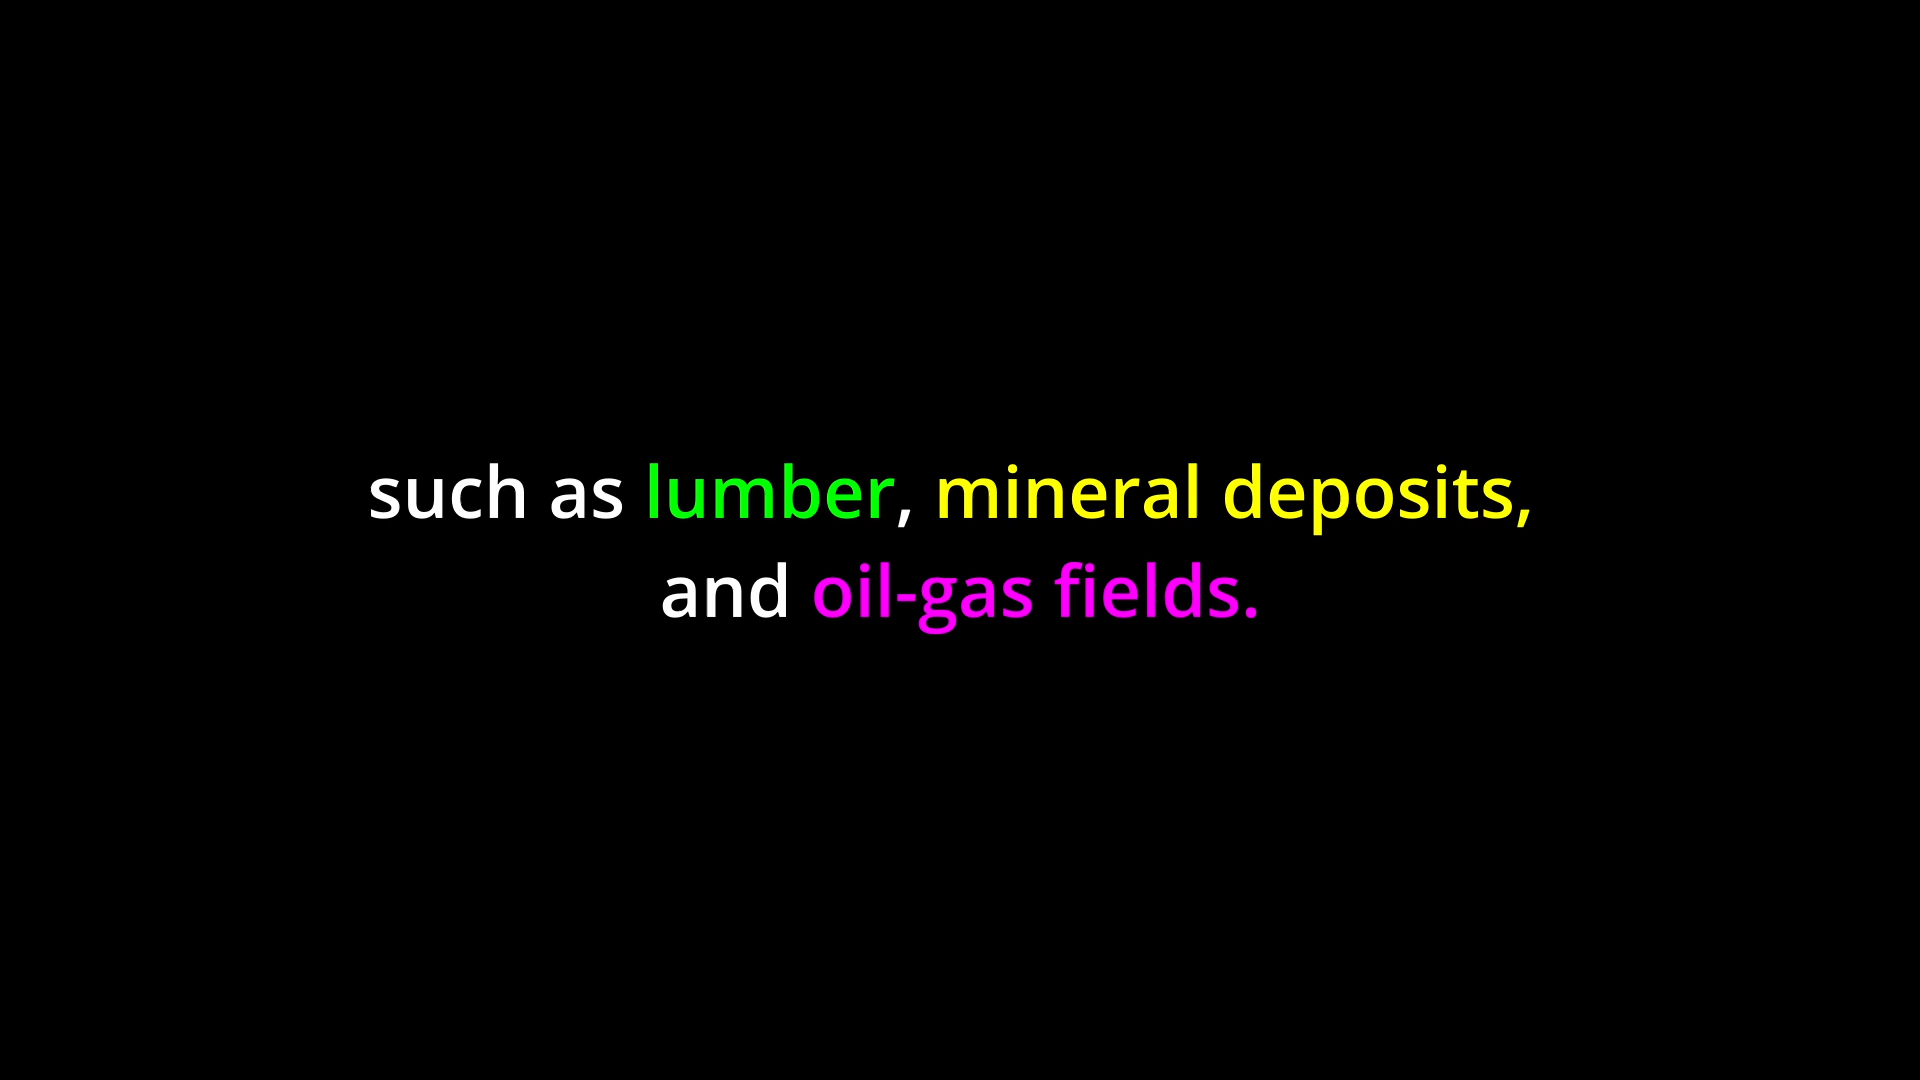 such as lumber, mineral deposits,
and oil-gas fields.